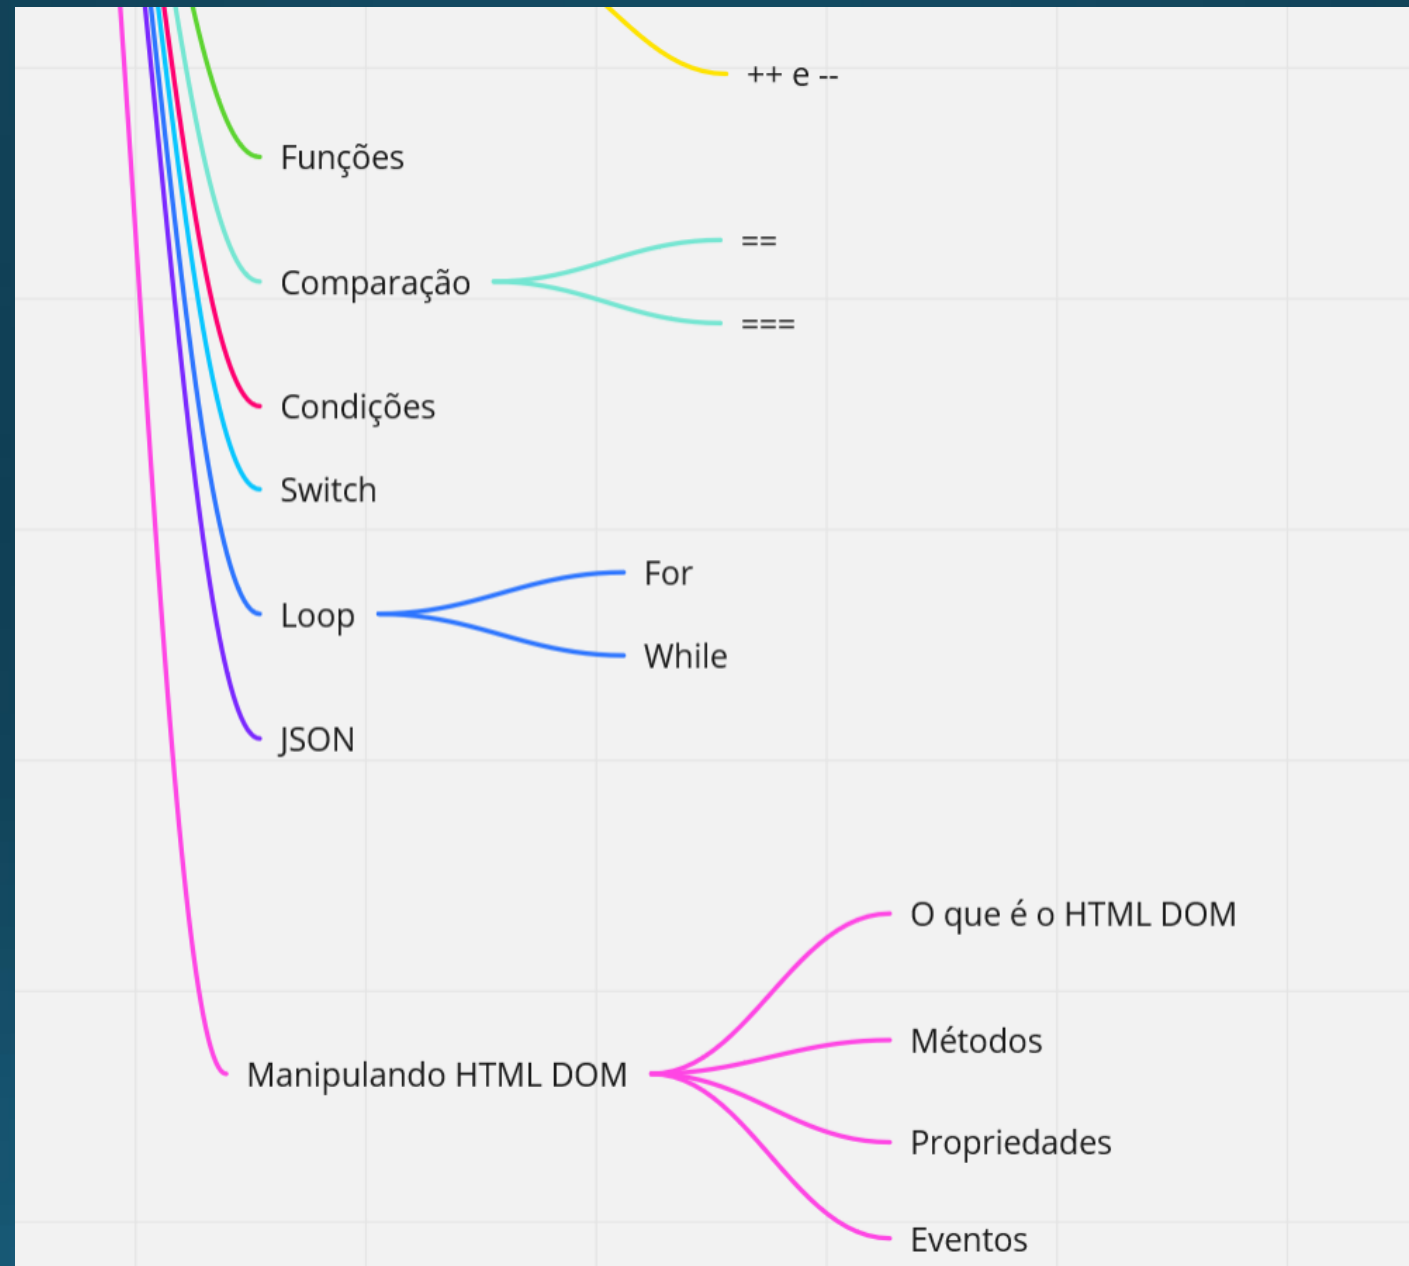 ++ e --
Funções
==
Comparação
===
Condições
Switch
For
Loop
While
JSON
O que é o HTML DOM
Métodos
Manipulando HTML DOM
Propriedades
Eventos